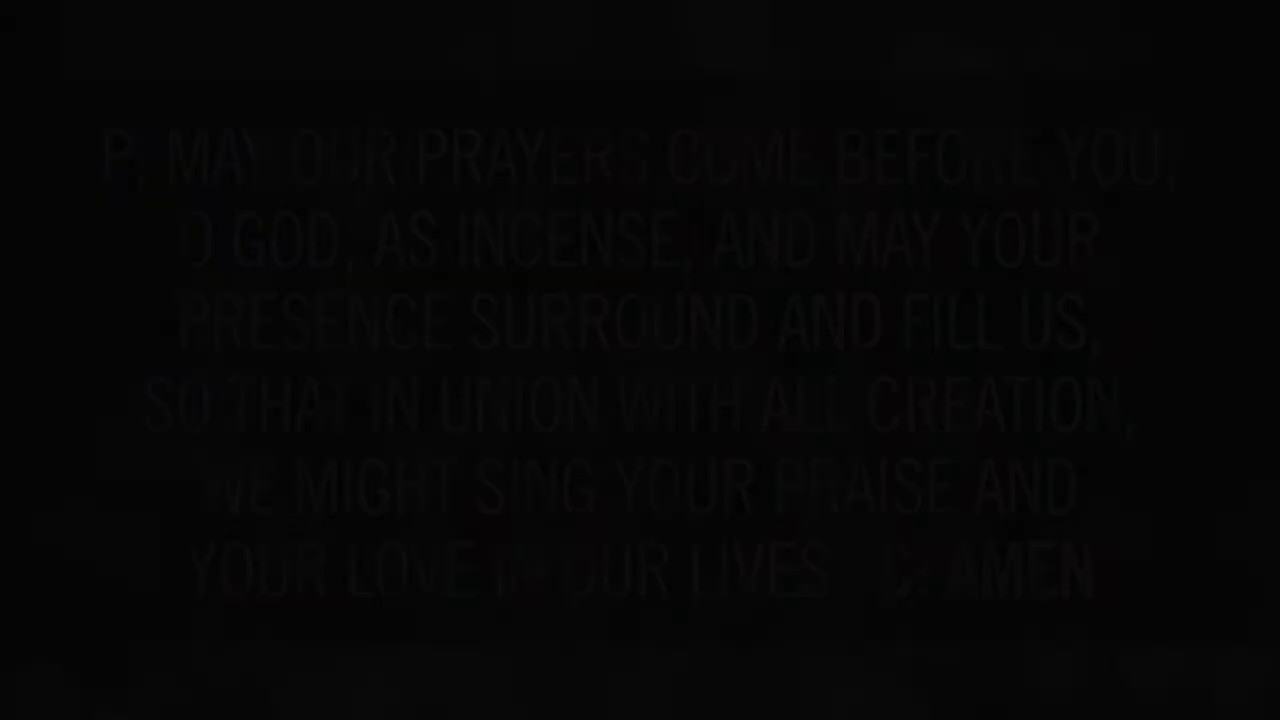 P: MAY OUR PRAYERS COME BEFORE YOU,
O GOD, AS INCENSE, AND MAY YOUR
PRESENCE SURROUND AND FILL US,
SO THAT IN UNION WITH ALL CREATION,
WE MIGHT SING YOUR PRAISE AND
YOUR LOVE IN OUR LIVES AMEN